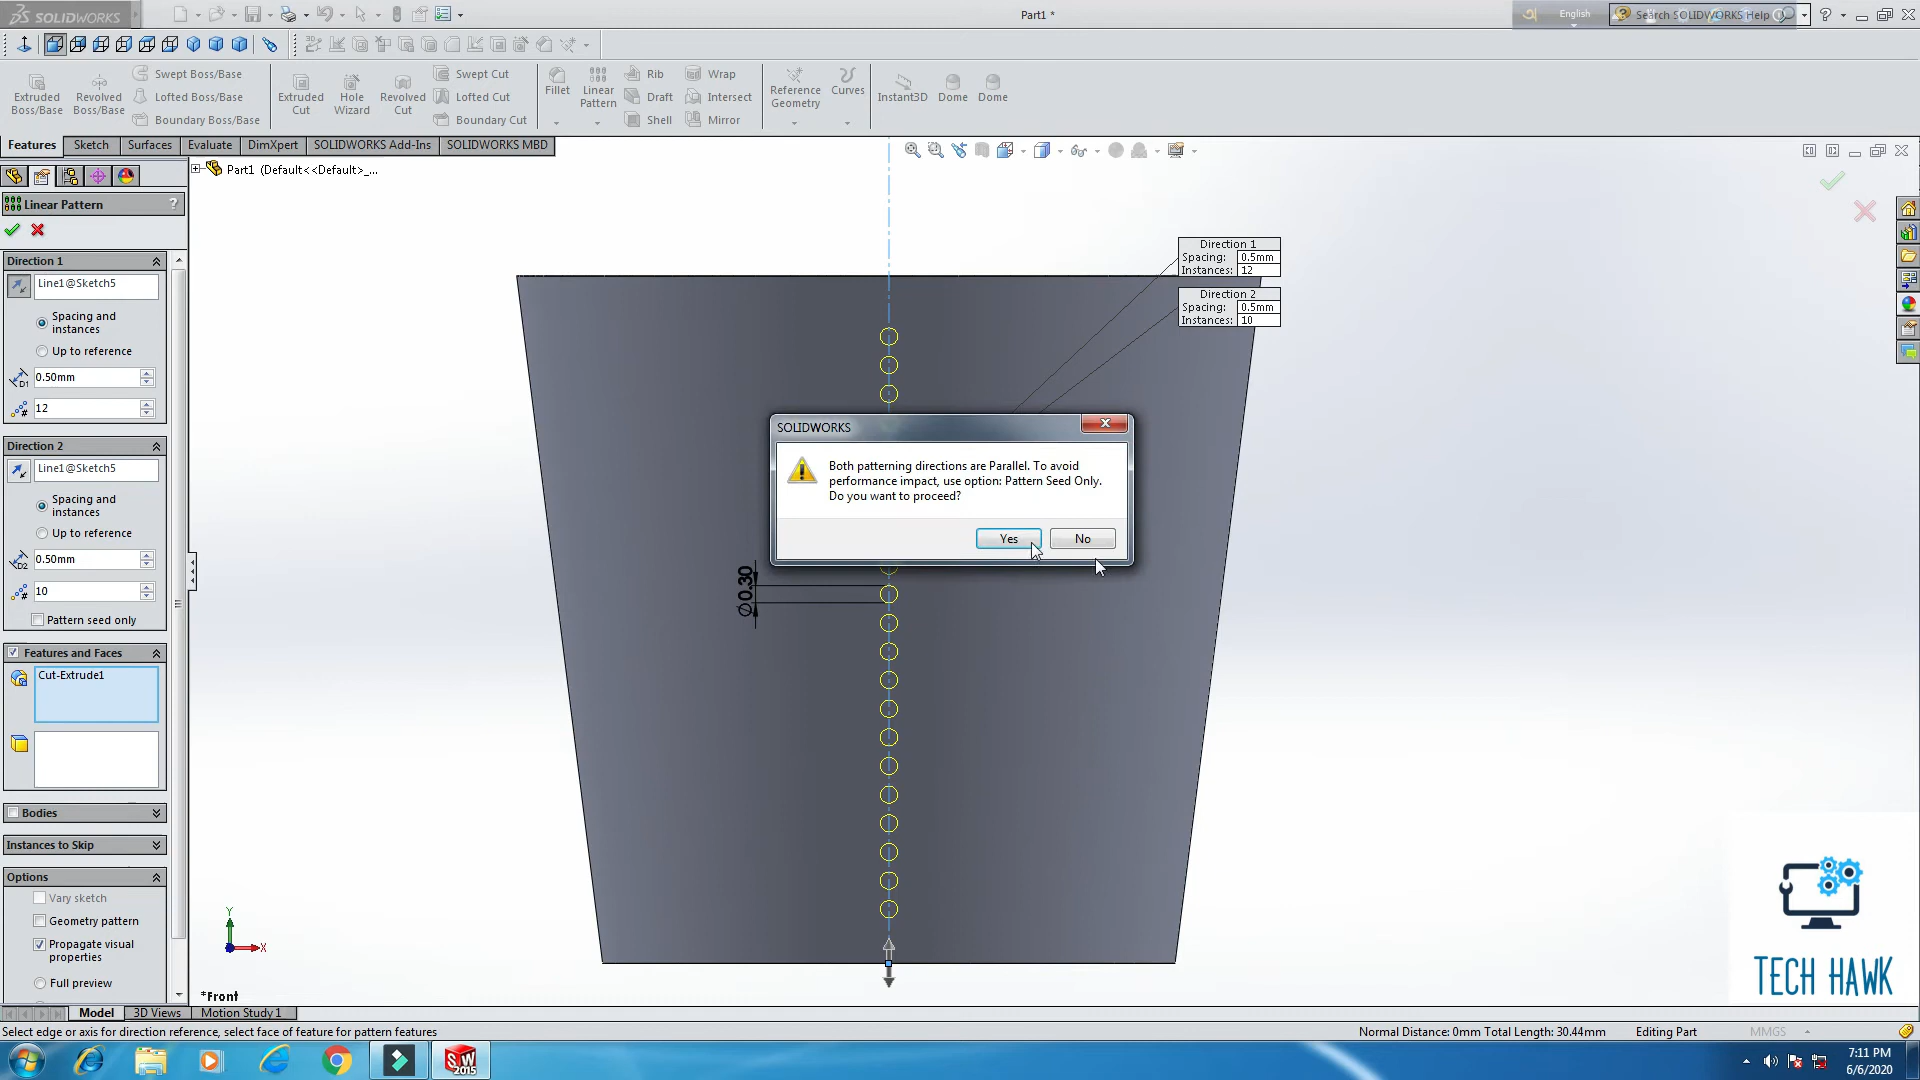 SOLIDWORKS
Part1 *
English
Search SOLIDWORKS Help
Extruded Boss/Base
Revolved Boss/Base
Swept Boss/Base
Lofted Boss/Base
Boundary Boss/Base
Extruded Cut
Hole Wizard
Revolved Cut
Swept Cut
Lofted Cut
Boundary Cut
Fillet
Linear Pattern
Rib
Draft
Shell
Wrap
Intersect
Mirror
Reference Geometry
Curves
Instant3D
Dome
Dome
Features
Sketch
Surfaces
Evaluate
DimXpert
SOLIDWORKS Add-Ins
SOLIDWORKS MBD
Part1 (Default<<Default>_...
Linear Pattern
?
Direction 1
Line1@Sketch5
Spacing and
instances
Up to reference
D1
0.50mm
12
Direction 2
Line1@Sketch5
Spacing and
instances
Up to reference
D2
0.50mm
10
Pattern seed only
Features and Faces
Cut-Extrude1
Bodies
Instances to Skip
Options
Vary sketch
Geometry pattern
Propagate visual
properties
Full preview
Direction 1
Spacing: 0.5mm
Instances: 12
Direction 2
Spacing: 0.5mm
Instances: 10
SOLIDWORKS
Both patterning directions are Parallel. To avoid
performance impact, use option: Pattern Seed Only.
Do you want to proceed?
Yes
No
∅0.30
Y
X
*Front
TECH HAWK
Model
3D Views
Motion Study 1
Select edge or axis for direction reference, select face of feature for pattern features
Normal Distance: 0mm Total Length: 30.44mm
Editing Part
MMGS
SW
2015
7:11 PM
6/6/2020